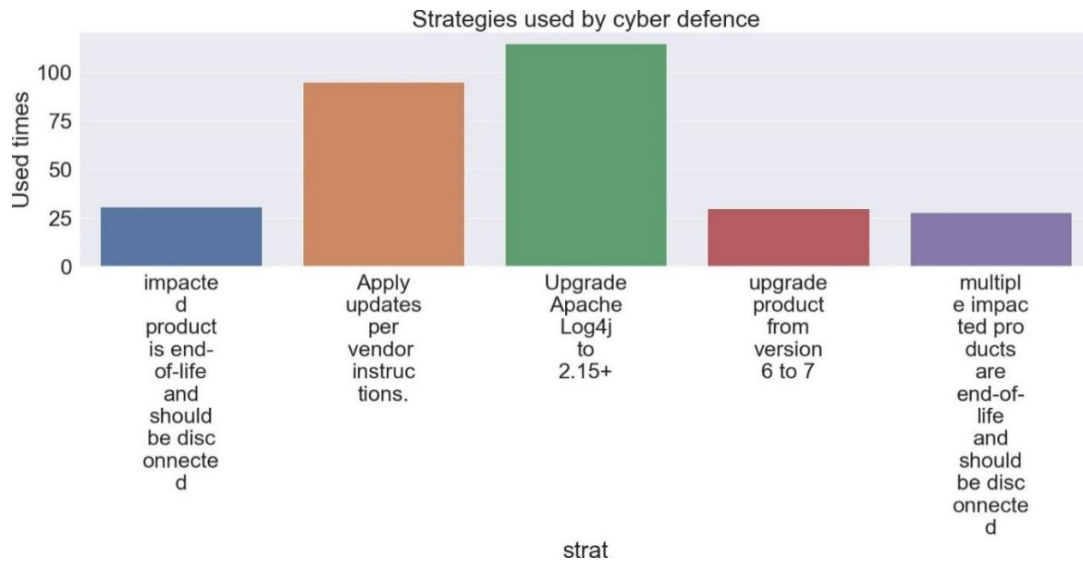 Strategies used by cyber defence
Used times
100
75
50
25
0
impacte
d
product
is end-
of-life
and
should
be disc
onnecte
d
Apply
updates
per
vendor
instruc
tions.
Upgrade
Apache
Log4j
to
2.15+
upgrade
product
from
version
6 to 7
multipl
e impac
ted pro
ducts
are
end-of-
life
and
should
be disc
onnecte
d
strat